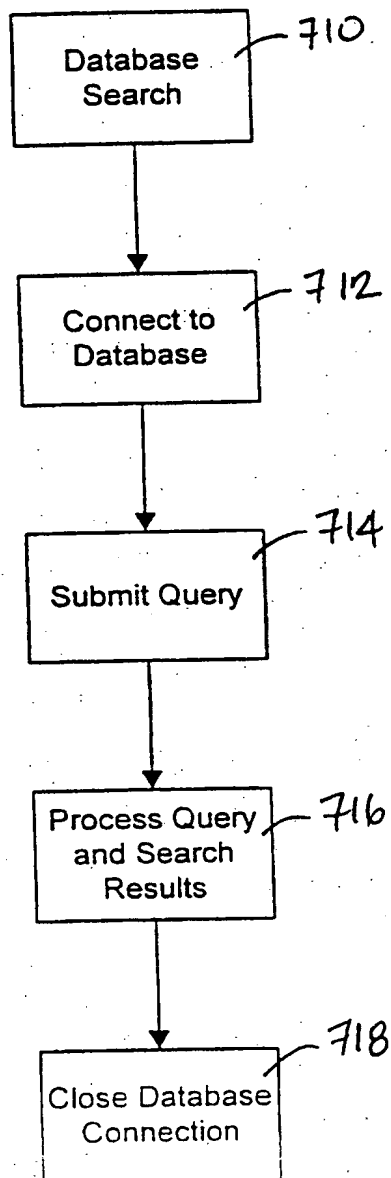 710
Database
Search
712
Connect to
Database
714
Submit Query
716
Process Query
and Search
Results
718
Close Database
Connection